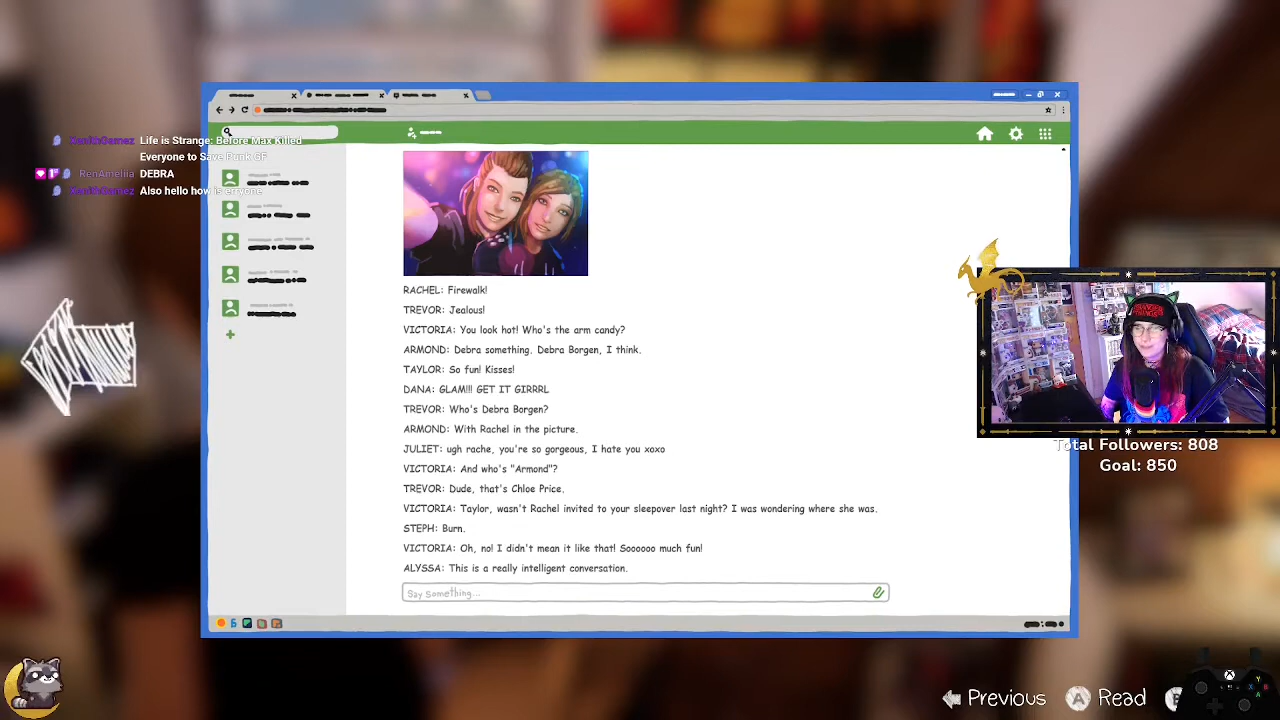 XenithGamez Life is Strange: Before Max Killed
Everyone to Save Punk GF
RenAmeliia DEBRA
XenithGamez Also hello how is erryone
RACHEL: Firewalk!
TREVOR: Jealous!
VICTORIA: You look hot! Who's the arm candy?
ARMOND: Debra something. Debra Borgen, I think.
TAYLOR: So fun! Kisses!
DANA: GLAM!!! GET IT GIRRRL
TREVOR: Who's Debra Borgen?
ARMOND: With Rachel in the picture.
JULIET: ugh rache, you're so gorgeous, I hate you xoxo
VICTORIA: And who's "Armond"?
TREVOR: Dude, that's Chloe Price.
VICTORIA: Taylor, wasn't Rachel invited to your sleepover last night? I was wondering where she was.
STEPH: Burn.
VICTORIA: Oh, no! I didn't mean it like that! Soooooo much fun!
ALYSSA: This is a really intelligent conversation.
Say Something...
Total Followers: 808
Goal: 850
Previous
A Read